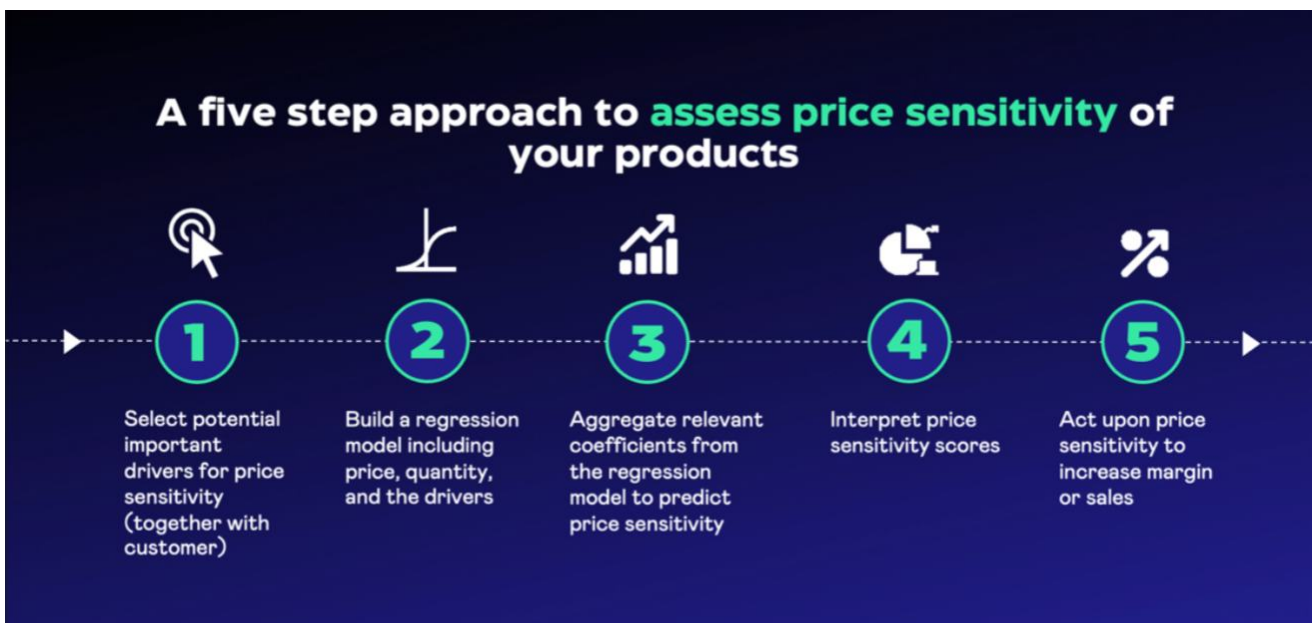 A five step approach to assess price sensitivity of
your products
1
Select potential
important
drivers for price
sensitivity
(together with
customer)
2
Build a regression
model including
price, quantity,
and the drivers
3
Aggregate relevant
coefficients from
the regression
model to predict
price sensitivity
4
Interpret price
sensitivity scores
5
Act upon price
sensitivity to
increase margin
or sales